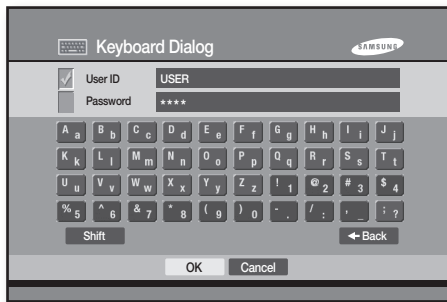 Keyboard Dialog
SAMSUNG
User ID USER
Password ****
A a B b C c D d E e F f G g H h I i J j
K k L l M m N n O o P p Q q R r S s T t
U u V v W w X x Y y Z z ! 1 @ 2 # 3 $ 4
% 5 ^ 6 & 7 * 8 ( 9 ) 0 - . / : , _ ; ?
Shift Back
OK Cancel